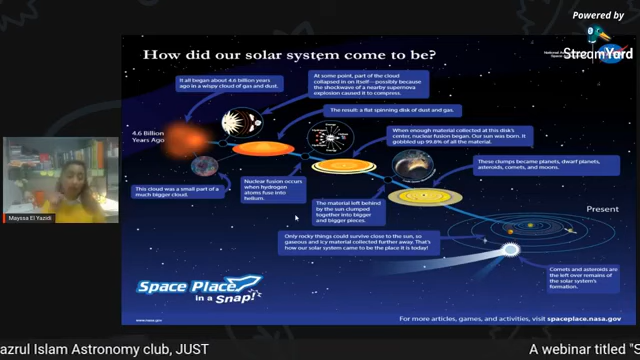 Powered by
StreamYard
How did our solar system come to be?
It all began about 4.6 billion years
ago in a wispy cloud of gas and dust.
At some point, part of the cloud
collapsed in on itself—possibly because
the shockwave of a nearby supernova
explosion caused it to compress.
The result: a flat spinning disk of dust and gas.
4.6 Billion
Years Ago
When enough material collected at this disk's
center, nuclear fusion began. Our sun was born. It
gobbled up 99.8% of all the material.
These clumps became planets, dwarf planets,
asteroids, comets, and moons.
This cloud was a small part of a
much bigger cloud.
Nuclear fusion occurs
when hydrogen
atoms fuse into
helium.
The material left behind
by the sun clumped
together into bigger
and bigger pieces.
Present
Only rocky things could survive close to the sun, so
gaseous and icy material collected further away. That's
how our solar system came to be the place it is today!
Comets and asteroids are
the left over remains of
the solar system's
formation.
Space Place
in a Snap!
www.nasa.gov
For more articles, games, and activities, visit spaceplace.nasa.gov
Mayssa El Yazidi
azrul Islam Astronomy club, JUST
A webinar titled "S